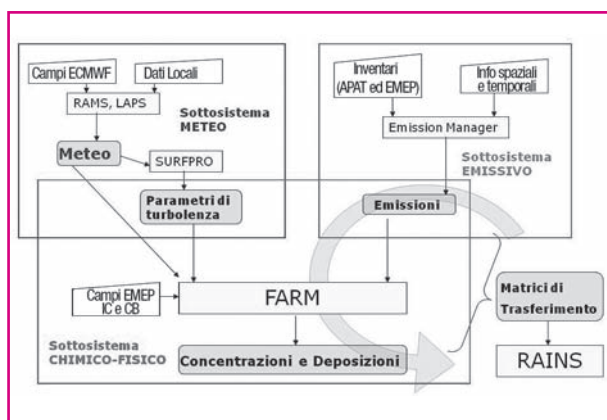 Campi ECMWF
Dati Locali
RAMS, LAPS
Sottosistema
METEO
Meteo
SURFPRO
Parametri di
turbolenza
Inventari
(APAT ed EMEP)
Info spaziali
e temporali
Emission Manager
Sottosistema
EMISSIVO
Emissioni
Campi EMEP
IC e CB
FARM
Sottosistema
CHIMICO-FISICO
Concentrazioni e Deposizioni
Matrici di
Trasferimento
RAINS